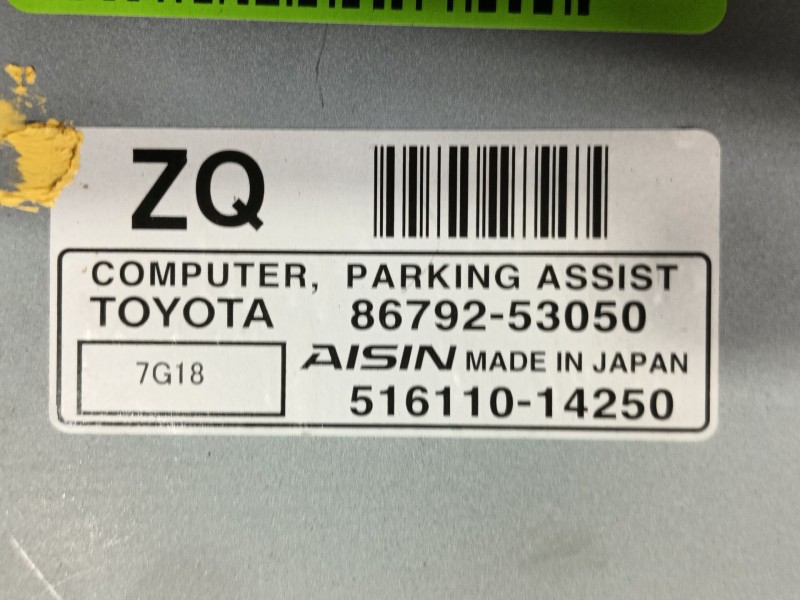 ZQ
COMPUTER, PARKING ASSIST
TOYOTA 86792-53050
7G18
AISIN MADE IN JAPAN
516110-14250